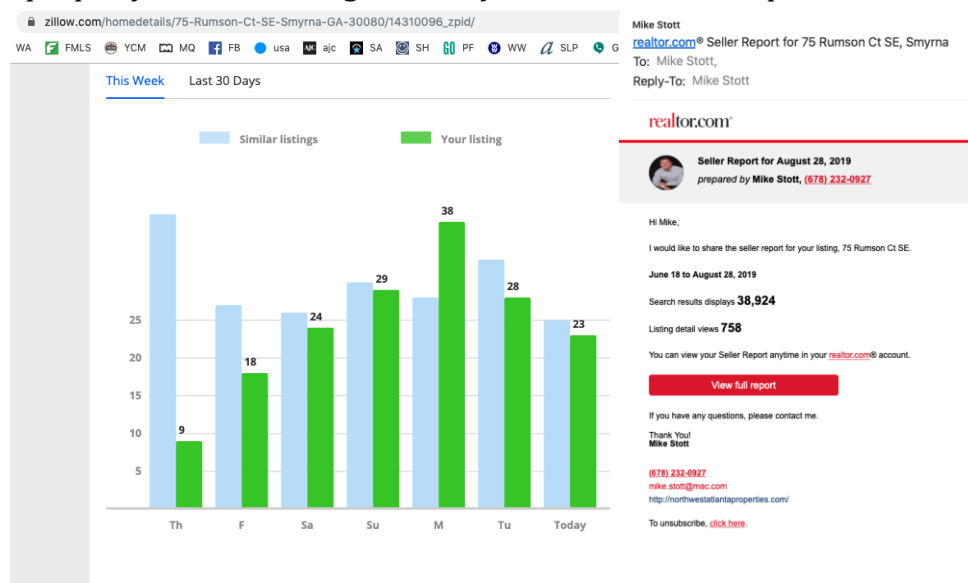 zillow.com/homedetails/75-Rumson-Ct-SE-Smyrna-GA-30080/14310096_zpid/
WA FMLS YCM MQ FB usa ajc SA SH PF WW SLP G
This Week Last 30 Days
Similar listings Your listing
38
29
28
25
24
23
20
18
15
10
9
5
Th F Sa Su M Tu Today
Mike Stott
realtor.com® Seller Report for 75 Rumson Ct SE, Smyrna
To: Mike Stott,
Reply-To: Mike Stott
realtor.com®
Seller Report for August 28, 2019
prepared by Mike Stott, (678) 232-0927
Hi Mike,
I would like to share the seller report for your listing, 75 Rumson Ct SE.
June 18 to August 28, 2019
Search results displays 38,924
Listing detail views 758
You can view your Seller Report anytime in your realtor.com® account.
View full report
If you have any questions, please contact me.
Thank You!
Mike Stott
(678) 232-0927
mike.stott@mac.com
http://northwestatlantaproperties.com/
To unsubscribe, click here.